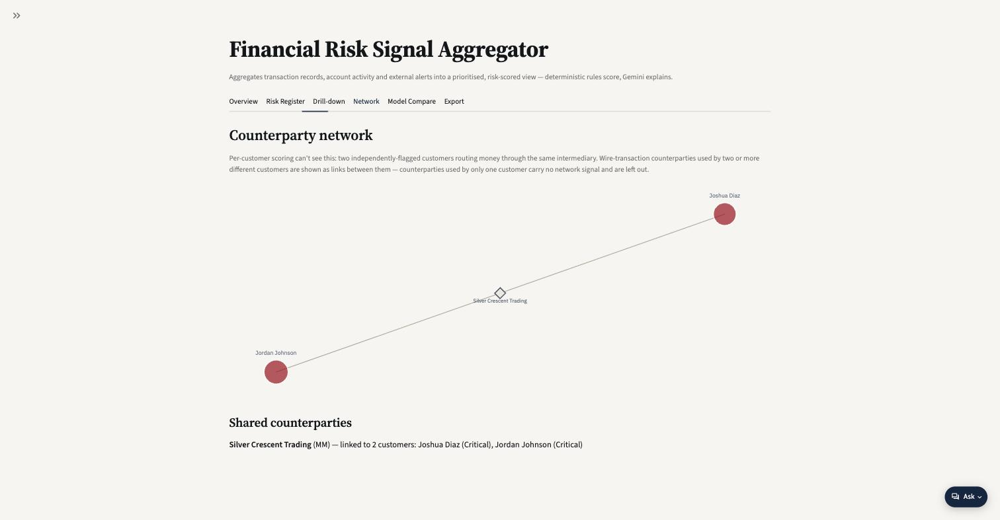 Financial Risk Signal Aggregator
Aggregates transaction records, account activity and external alerts into a prioritised, risk-scored view — deterministic rules score, Gemini explains.
Overview Risk Register Drill-down Network Model Compare Export
Counterparty network
Per-customer scoring can't see this: two independently-flagged customers routing money through the same intermediary. Wire-transaction counterparties used by two or more
different customers are shown as links between them — counterparties used by only one customer carry no network signal and are left out.
Joshua Diaz
Silver Crescent Trading
Jordan Johnson
Shared counterparties
Silver Crescent Trading (MM) — linked to 2 customers: Joshua Diaz (Critical), Jordan Johnson (Critical)
Ask